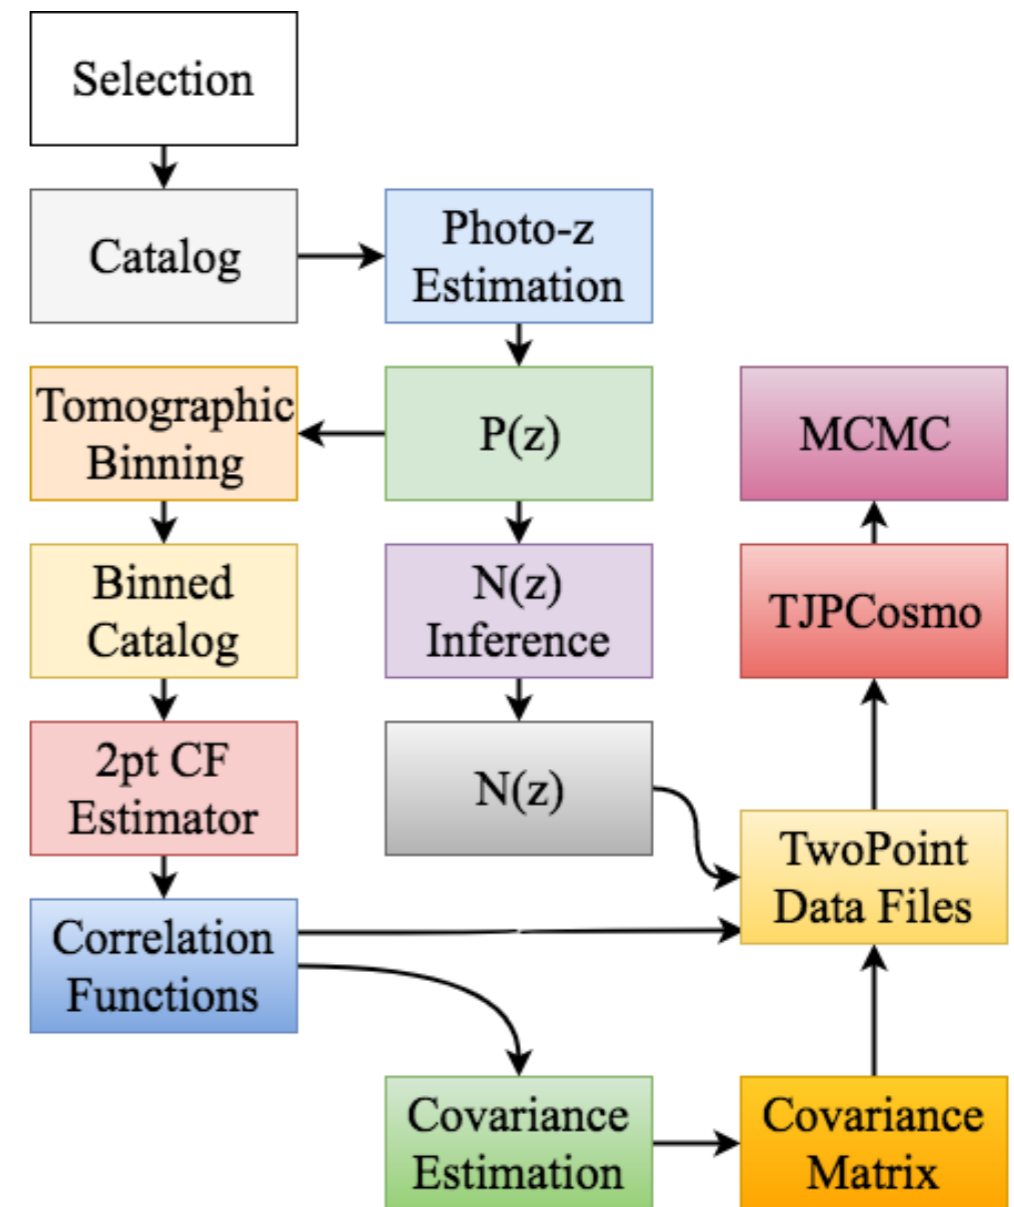 Selection
Catalog
Photo-z
Estimation
Tomographic
Binning
P(z)
MCMC
Binned
Catalog
N(z)
Inference
TJPCosmo
2pt CF
Estimator
N(z)
TwoPoint
Data Files
Correlation
Functions
Covariance
Estimation
Covariance
Matrix